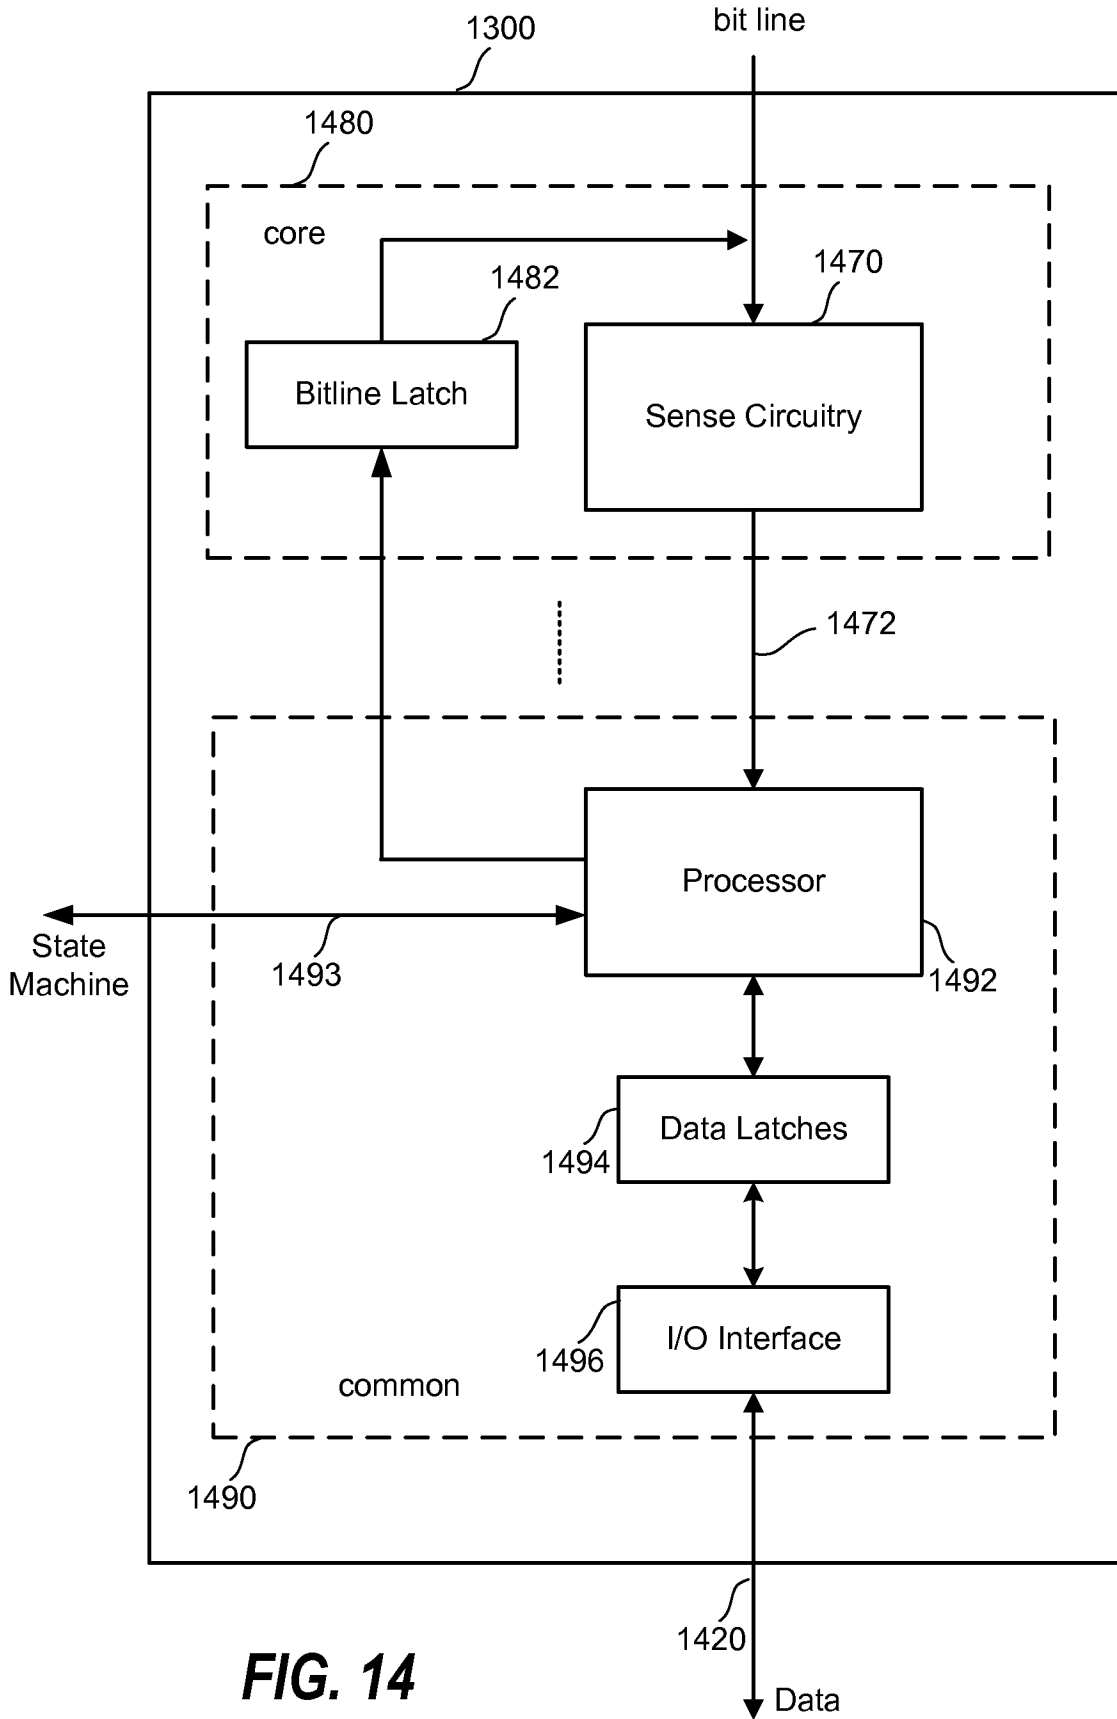 bit line
1300
1480
core
1482
1470
Bitline Latch
Sense Circuitry
1472
Processor
State
Machine
1493
1492
Data Latches
1494
I/O Interface
1496
common
1490
1420
FIG. 14
Data